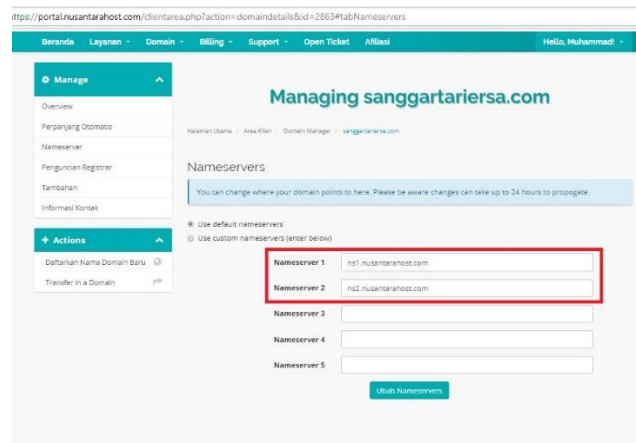 https://portal.nusantarahost.com/clientarea.php?action=domaindetails&id=2863#tabNameservers
Beranda Layanan Domain Billing Support Open Ticket Afiliasi Hello, Muhammad!
Manage
Overview
Perpanjang Otomatis
Nameserver
Penguncian Registrar
Tambahan
Informasi Kontak
Actions
Daftarkan Nama Domain Baru
Transfer in a Domain
Managing sanggartariersa.com
Halaman Utama / Area Klien / Domain Manager / sanggartariersa.com
Nameservers
You can change where your domain points to here. Please be aware changes can take up to 24 hours to propogate.
Use default nameservers
Use custom nameservers (enter below)
Nameserver 1 ns1.nusantarahost.com
Nameserver 2 ns2.nusantarahost.com
Nameserver 3
Nameserver 4
Nameserver 5
Ubah Nameservers